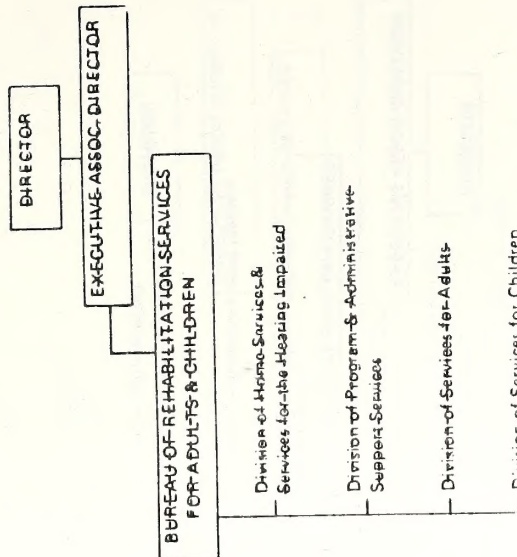 DIRECTOR
EXECUTIVE ASSOC. DIRECTOR
BUREAU OF REHABILITATION SERVICES
FOR ADULTS & CHILDREN
Division of Home Services &
Services for the Hearing Impaired
Division of Program & Administrative
Support Services
Division of Services for Adults
Division of Services for Children